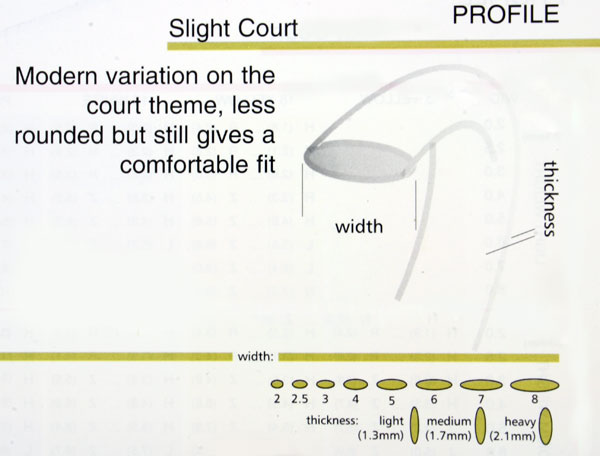 PROFILE
Slight Court
Modern variation on the
court theme, less
rounded but still gives a
comfortable fit
width
thickness
width:
2 2.5 3 4 5 6 7 8
thickness: light medium heavy
(1.3mm) (1.7mm) (2.1mm)